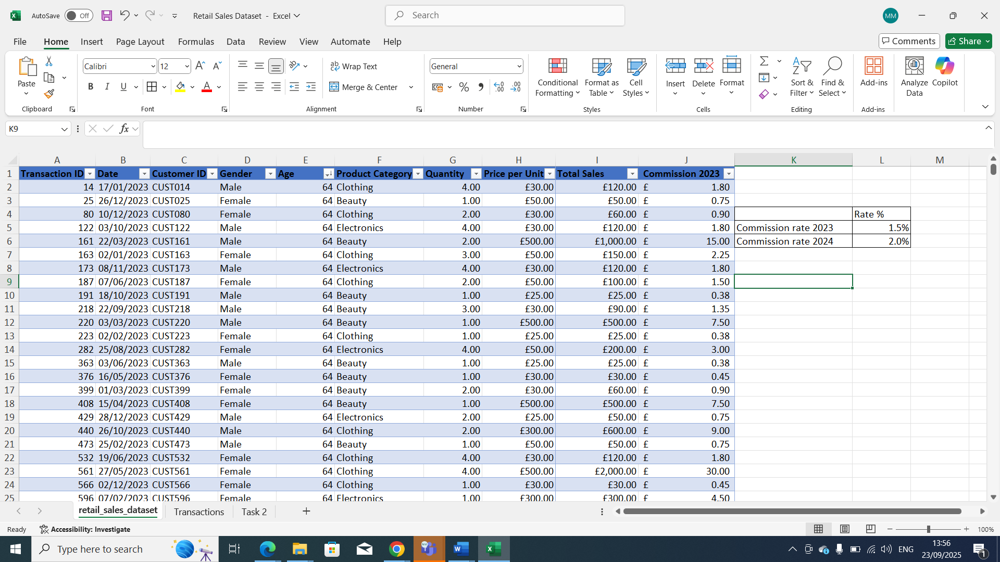 AutoSave Off Retail Sales Dataset - Excel Search MM
File Home Insert Page Layout Formulas Data Review View Automate Help Comments Share
Paste Calibri 12 Wrap Text General Conditional Formatting Format as Table Cell Styles Insert Delete Format Sort & Filter Find & Select Add-ins Analyze Data Copilot
B I U Merge & Center
Clipboard Font Alignment Number Styles Cells Editing Add-ins
K9 fx
A B C D E F G H I J K L M
1 Transaction ID Date Customer ID Gender Age Product Category Quantity Price per Unit Total Sales Commission 2023
2 14 17/01/2023 CUST014 Male 64 Clothing 4.00 £30.00 £120.00 £ 1.80
3 25 26/12/2023 CUST025 Female 64 Beauty 1.00 £50.00 £50.00 £ 0.75
4 80 10/12/2023 CUST080 Female 64 Clothing 2.00 £30.00 £60.00 £ 0.90 Rate %
5 122 03/10/2023 CUST122 Male 64 Electronics 4.00 £30.00 £120.00 £ 1.80 Commission rate 2023 1.5%
6 161 22/03/2023 CUST161 Male 64 Beauty 2.00 £500.00 £1,000.00 £ 15.00 Commission rate 2024 2.0%
7 163 02/01/2023 CUST163 Female 64 Clothing 3.00 £50.00 £150.00 £ 2.25
8 173 08/11/2023 CUST173 Male 64 Electronics 4.00 £30.00 £120.00 £ 1.80
9 187 07/06/2023 CUST187 Female 64 Clothing 2.00 £50.00 £100.00 £ 1.50
10 191 18/10/2023 CUST191 Male 64 Beauty 1.00 £25.00 £25.00 £ 0.38
11 218 22/09/2023 CUST218 Male 64 Beauty 3.00 £30.00 £90.00 £ 1.35
12 220 03/03/2023 CUST220 Male 64 Beauty 1.00 £500.00 £500.00 £ 7.50
13 223 02/02/2023 CUST223 Female 64 Clothing 1.00 £25.00 £25.00 £ 0.38
14 282 25/08/2023 CUST282 Female 64 Electronics 4.00 £50.00 £200.00 £ 3.00
15 363 03/06/2023 CUST363 Male 64 Beauty 1.00 £25.00 £25.00 £ 0.38
16 376 16/05/2023 CUST376 Female 64 Beauty 1.00 £30.00 £30.00 £ 0.45
17 399 01/03/2023 CUST399 Female 64 Beauty 2.00 £30.00 £60.00 £ 0.90
18 408 15/04/2023 CUST408 Female 64 Beauty 1.00 £500.00 £500.00 £ 7.50
19 429 28/12/2023 CUST429 Male 64 Electronics 2.00 £25.00 £50.00 £ 0.75
20 440 26/10/2023 CUST440 Male 64 Clothing 2.00 £300.00 £600.00 £ 9.00
21 473 25/02/2023 CUST473 Male 64 Beauty 1.00 £50.00 £50.00 £ 0.75
22 532 19/06/2023 CUST532 Female 64 Clothing 4.00 £30.00 £120.00 £ 1.80
23 561 27/05/2023 CUST561 Female 64 Clothing 4.00 £500.00 £2,000.00 £ 30.00
24 566 02/12/2023 CUST566 Female 64 Clothing 1.00 £30.00 £30.00 £ 0.45
25 596 07/02/2023 CUST596 Female 64 Electronics 1.00 £300.00 £300.00 £ 4.50
retail_sales_dataset Transactions Task 2
Ready Accessibility: Investigate 100%
Type here to search ENG 13:56
23/09/2025 1